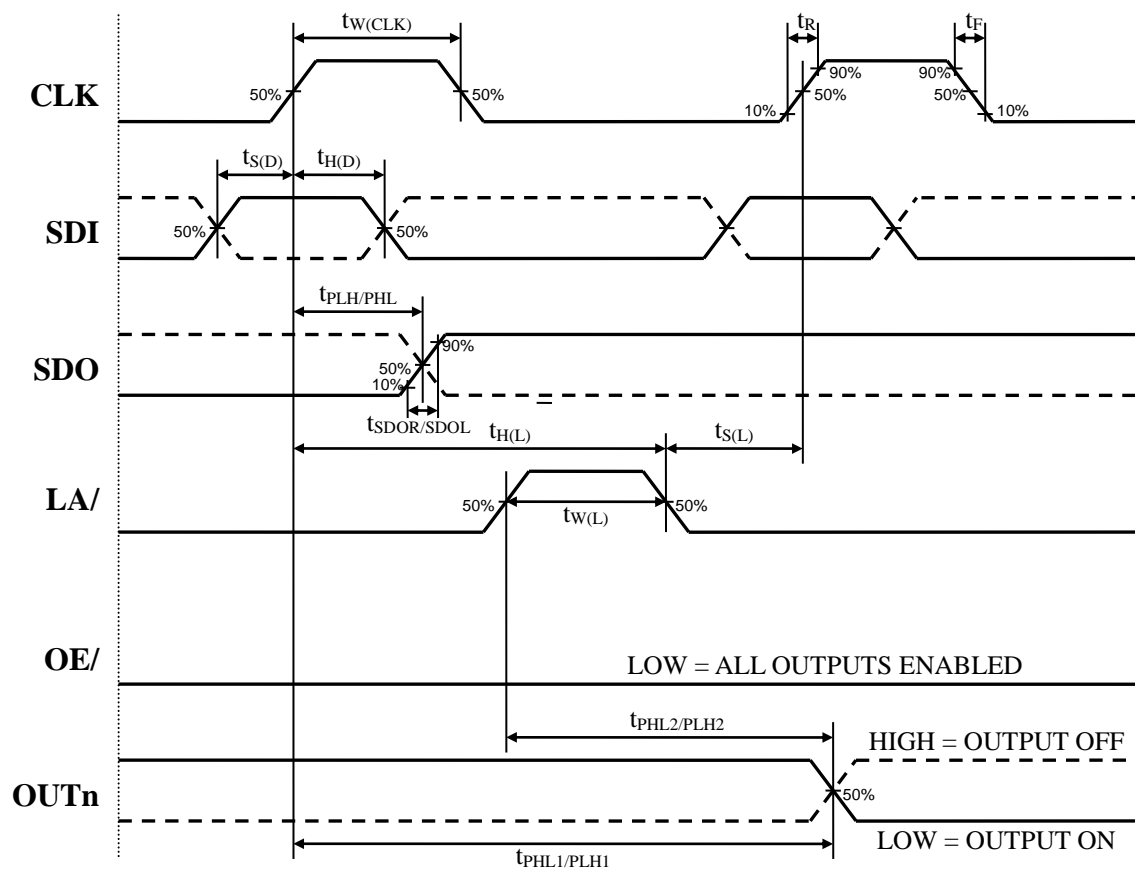 tW(CLK)
tR
tF
CLK
50%
50%
10%
50%
90%
90%
50%
10%
tS(D)
tH(D)
SDI
50%
50%
tPLH/PHL
SDO
90%
50%
10%
tSDOR/SDOL
tH(L)
tS(L)
LA/
50%
50%
tW(L)
OE/
LOW = ALL OUTPUTS ENABLED
tPHL2/PLH2
HIGH = OUTPUT OFF
OUTn
50%
LOW = OUTPUT ON
tPHL1/PLH1